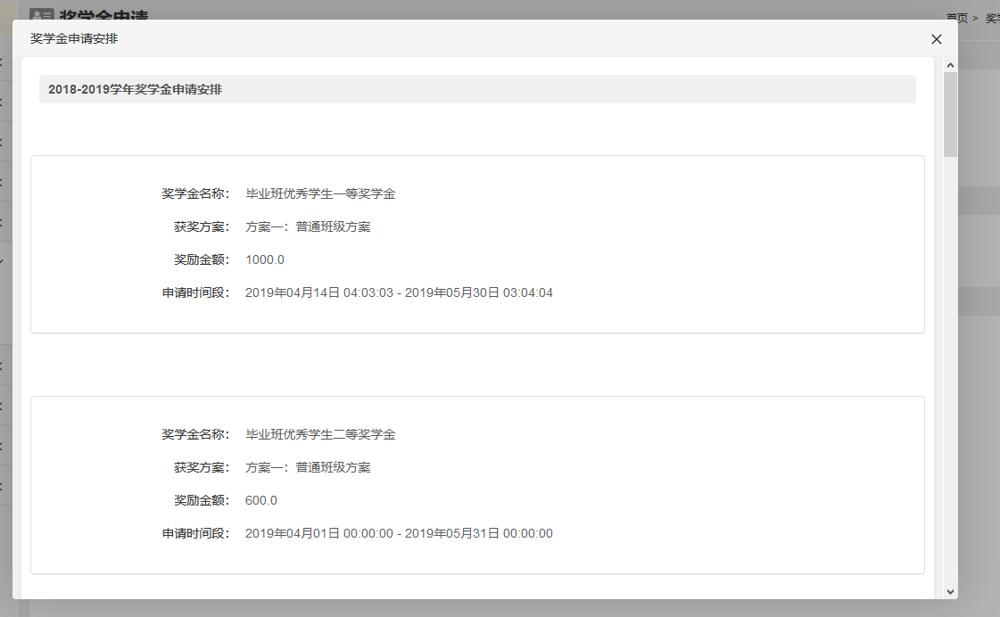 奖学金申请
首页 > 奖学
奖学金申请安排
2018-2019学年奖学金申请安排
奖学金名称： 毕业班优秀学生一等奖学金
获奖方案： 方案一：普通班级方案
奖励金额： 1000.0
申请时间段： 2019年04月14日 04:03:03 - 2019年05月30日 03:04:04
奖学金名称： 毕业班优秀学生二等奖学金
获奖方案： 方案一：普通班级方案
奖励金额： 600.0
申请时间段： 2019年04月01日 00:00:00 - 2019年05月31日 00:00:00